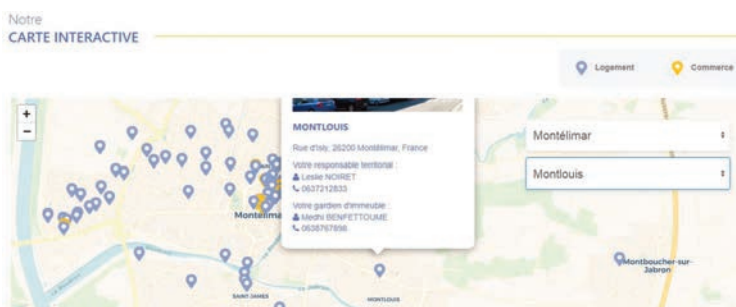 Notre
CARTE INTERACTIVE
Logement
Commerce
+
−
MONTLOUIS
Rue d'Isly, 26200 Montélimar, France
Votre responsable territorial :
Leslie NOIRET
0637212833
Votre gardien d'immeuble :
Medhi BENFETTOUME
0638767898
Montélimar
Montlouis
Montélima
Montboucher-sur-
Jabron
SAINT-JAMES
MONTLOUIS